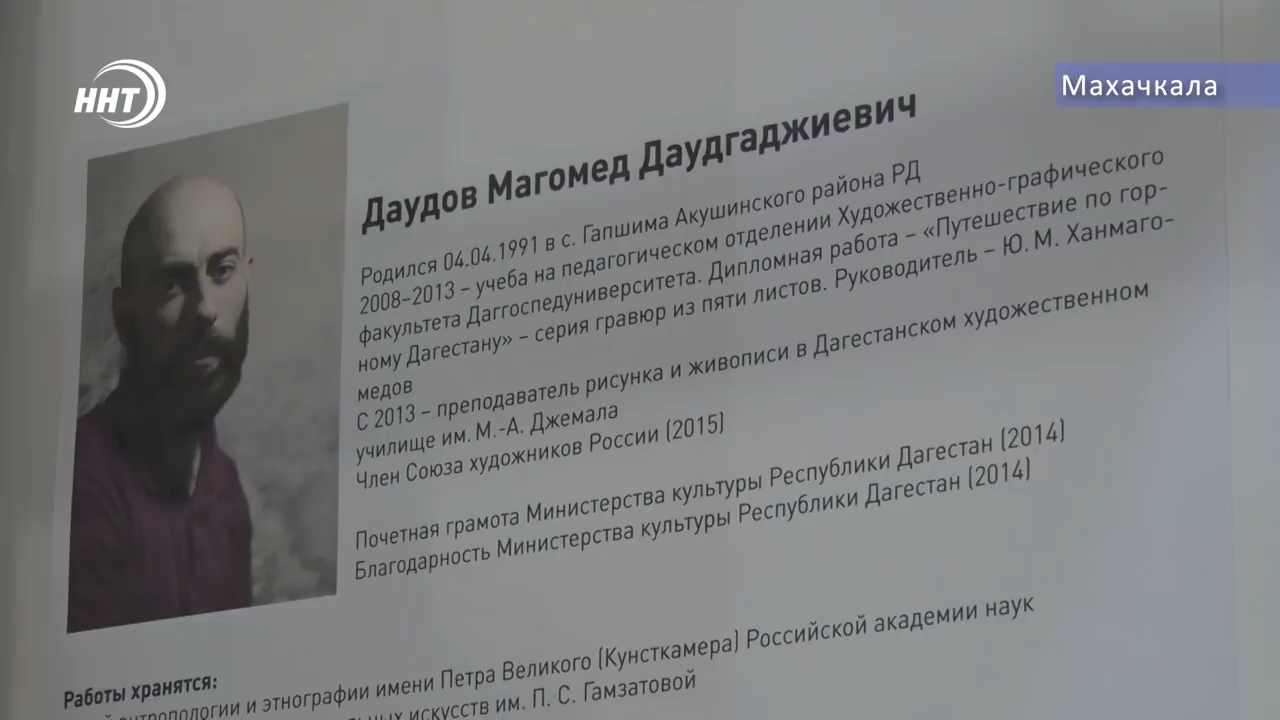 ННТ
Махачкала
Даудов Магомед Даудгаджиевич
Родился 04.04.1991 в с. Гапшима Акушинского района РД
2008–2013 – учеба на педагогическом отделении Художественно-графического
факультета Даггоспедуниверситета. Дипломная работа – «Путешествие по гор-
ному Дагестану» – серия гравюр из пяти листов. Руководитель – Ю. М. Ханмаго-
медов
С 2013 – преподаватель рисунка и живописи в Дагестанском художественном
училище им. М.-А. Джемала
Член Союза художников России (2015)
Почетная грамота Министерства культуры Республики Дагестан (2014)
Благодарность Министерства культуры Республики Дагестан (2014)
Работы хранятся:
антропологии и этнографии имени Петра Великого (Кунсткамера) Российской академии наук
искусств им. П. С. Гамзатовой